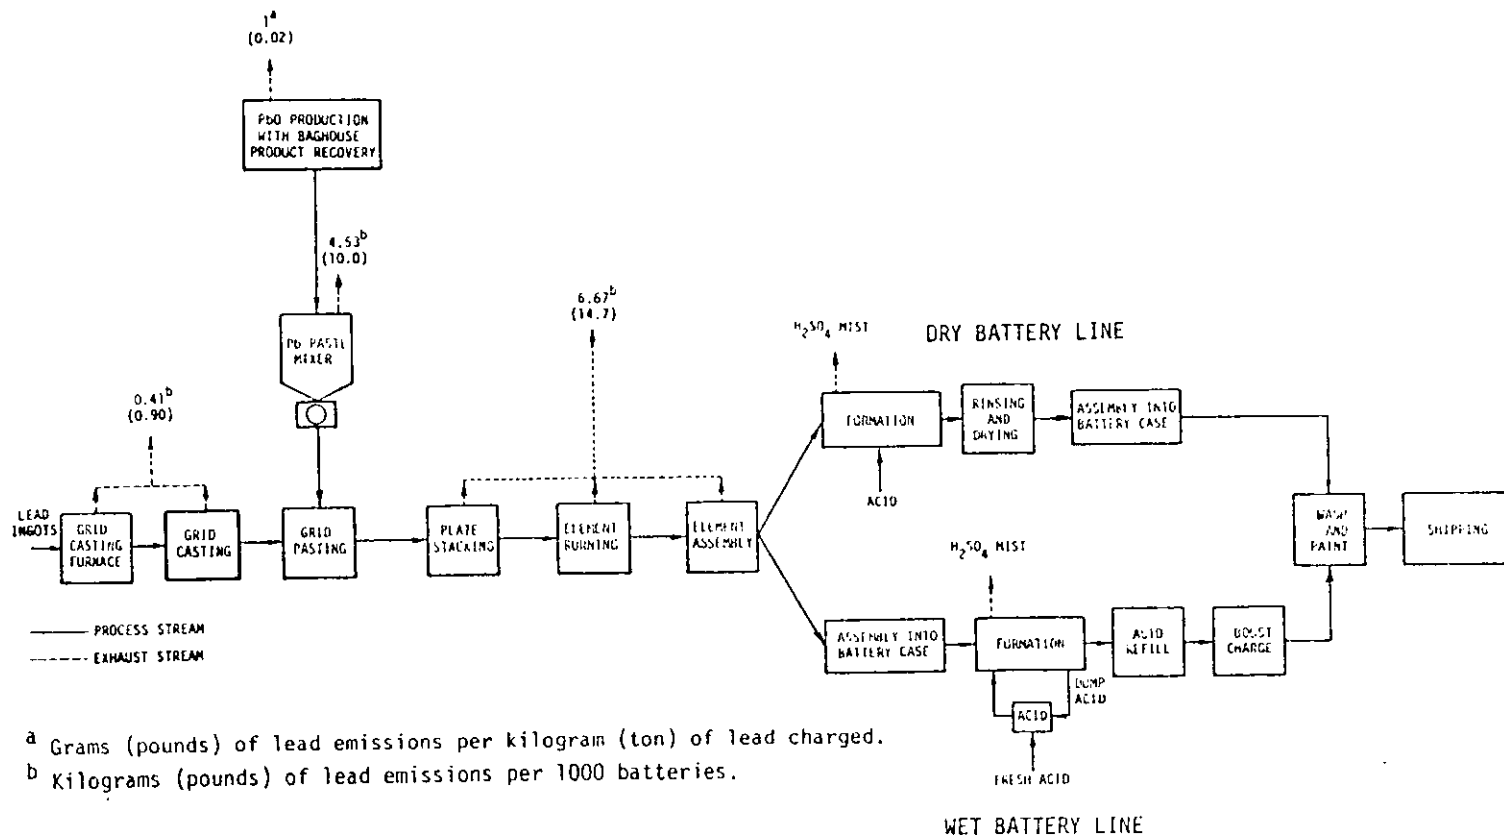 1a
(0.02)
PbO PRODUCTION
WITH BAGHOUSE
PRODUCT RECOVERY
4.53b
(10.0)
Pb PASTE
MIXER
0.41b
(0.90)
6.67b
(14.7)
LEAD
INGOTS
GRID
CASTING
FURNACE
GRID
CASTING
GRID
PASTING
PLATE
STACKING
ELEMENT
BURNING
ELEMENT
ASSEMBLY
H2SO4 MIST
DRY BATTERY LINE
FORMATION
ACID
RINSING
AND
DRYING
ASSEMBLY INTO
BATTERY CASE
H2SO4 MIST
ASSEMBLY INTO
BATTERY CASE
FORMATION
DUMP
ACID
ACID
FRESH ACID
ACID
REFILL
BOOST
CHARGE
WASH
AND
PAINT
SHIPPING
WET BATTERY LINE
PROCESS STREAM
EXHAUST STREAM
a Grams (pounds) of lead emissions per kilogram (ton) of lead charged.
b Kilograms (pounds) of lead emissions per 1000 batteries.